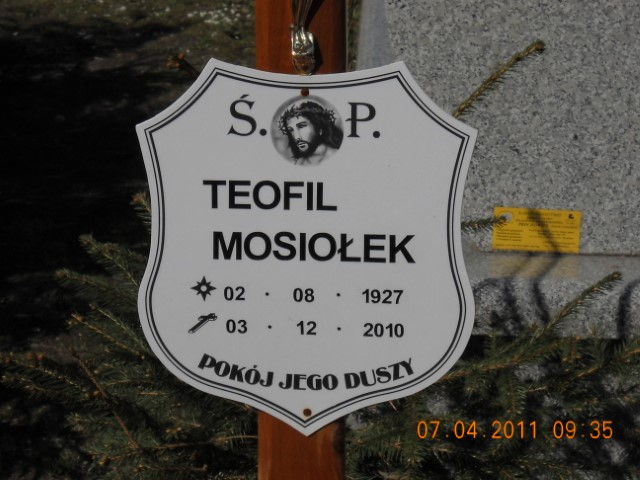 Ś. P.
TEOFIL
MOSIOŁEK
02 · 08 · 1927
03 · 12 · 2010
POKÓJ JEGO DUSZY
07.04.2011 09:35